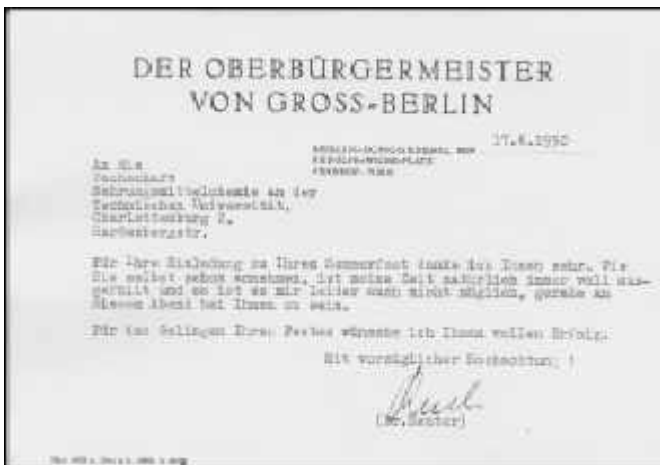 DER OBERBÜRGERMEISTER
VON GROSS-BERLIN
17.6.1950
An die
Fachschaft
Nahrungsmittelchemie an der
Technischen Universität,
Charlottenburg 2,
Hardenbergstr.
Für Ihre Einladung zu Ihrem Sommerfest danke ich Ihnen sehr. Wie
Sie selbst schon annehmen, ist meine Zeit natürlich immer voll aus-
gefüllt und so ist es mir leider auch nicht möglich, gerade an
diesem Abend bei Ihnen zu sein.
Für das Gelingen Ihres Festes wünsche ich Ihnen vollen Erfolg.
Mit vorzüglicher Hochachtung !
(Dr.Reuter)